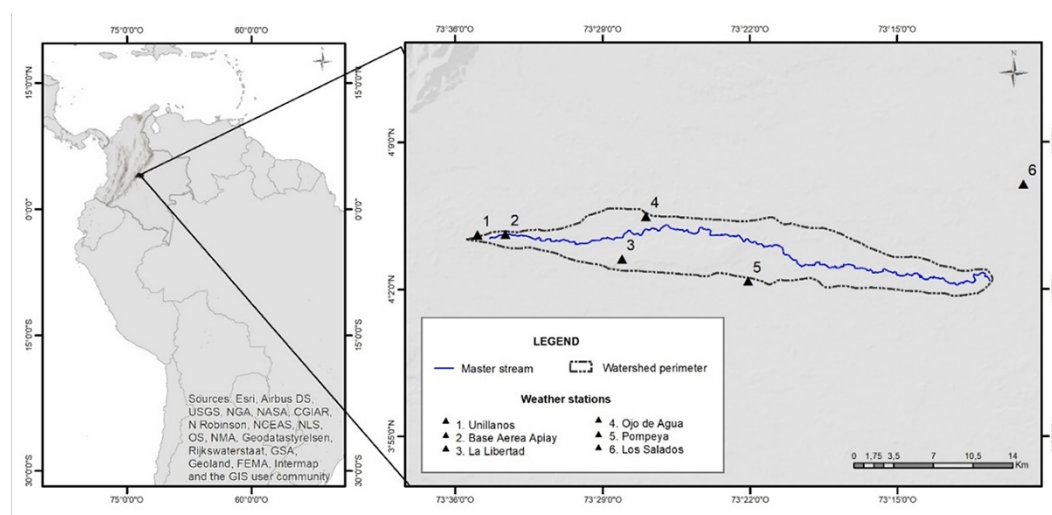 75°0'0"O 60°0'0"O
73°36'0"O 73°29'0"O 73°22'0"O 73°15'0"O
N
N
15°0'0"N
15°0'0"N
0°0'0"
0°0'0"
15°0'0"S
15°0'0"S
30°0'0"S
30°0'0"S
4°9'0"N
4°2'0"N
3°55'0"N
1
2
3
4
5
6
Sources: Esri, Airbus DS,
USGS, NGA, NASA, CGIAR,
N Robinson, NCEAS, NLS,
OS, NMA, Geodatastyrelsen,
Rijkswaterstaat, GSA,
Geoland, FEMA, Intermap
and the GIS user community
LEGEND
Master stream Watershed perimeter
Weather stations
1. Unillanos 4. Ojo de Agua
2. Base Aerea Apiay 5. Pompeya
3. La Libertad 6. Los Salados
0 1,75 3,5 7 10,5 14
Km
75°0'0"O 60°0'0"O
73°36'0"O 73°29'0"O 73°22'0"O 73°15'0"O